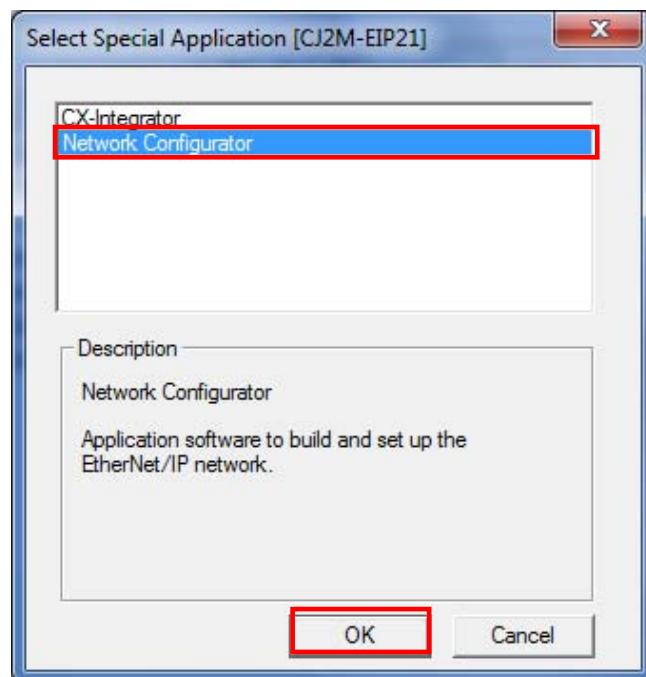 Select Special Application [CJ2M-EIP21]
CX-Integrator
Network Configurator
Description
Network Configurator
Application software to build and set up the
EtherNet/IP network.
OK
Cancel